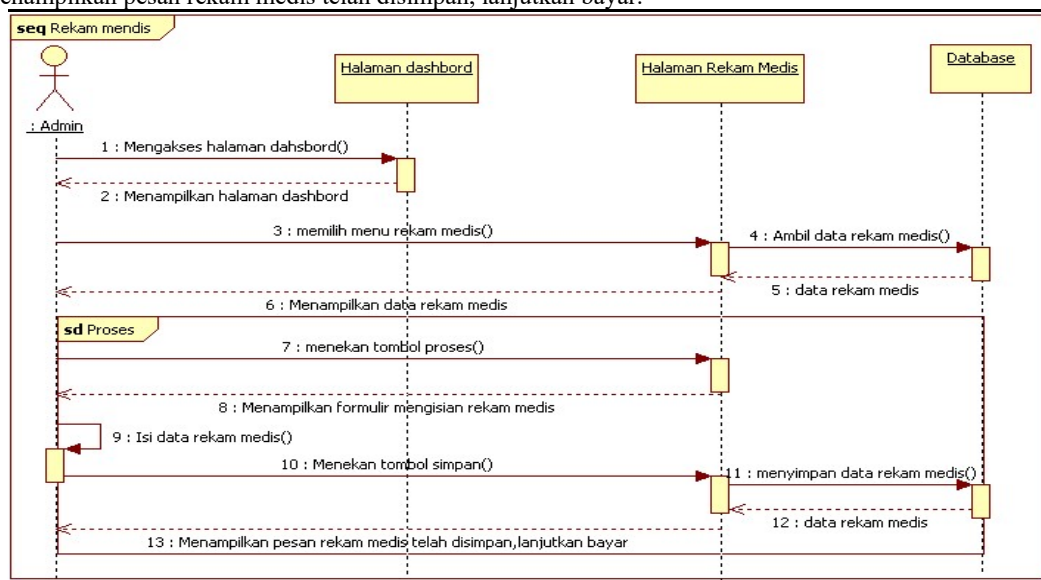 enampilkan pesan rekam medis telah disimpan, lanjutkan bayar.
seq Rekam mendis
Halaman dashbord
Halaman Rekam Medis
Database
: Admin
1 : Mengakses halaman dahsbord()
2 : Menampilkan halaman dashbord
3 : memilih menu rekam medis()
4 : Ambil data rekam medis()
5 : data rekam medis
6 : Menampilkan data rekam medis
sd Proses
7 : menekan tombol proses()
8 : Menampilkan formulir mengisian rekam medis
9 : Isi data rekam medis()
10 : Menekan tombol simpan()
11 : menyimpan data rekam medis()
12 : data rekam medis
13 : Menampilkan pesan rekam medis telah disimpan,lanjutkan bayar